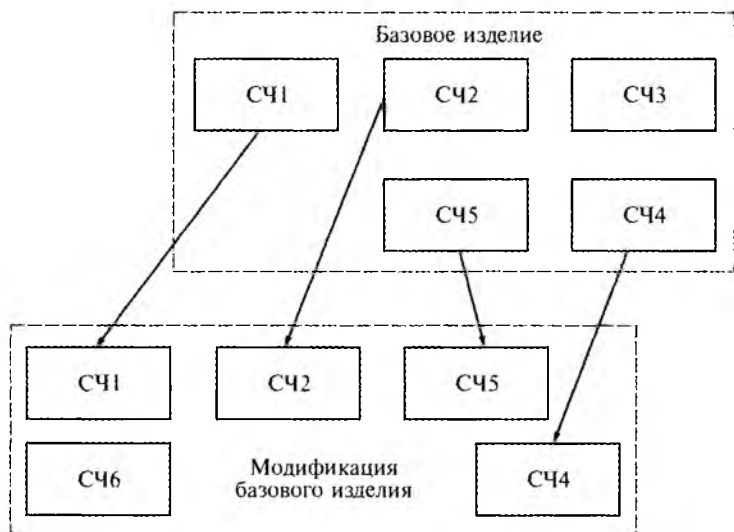 Базовое изделие
СЧ1 СЧ2 СЧ3
СЧ5 СЧ4
СЧ1 СЧ2 СЧ5
СЧ6 Модификация базового изделия СЧ4